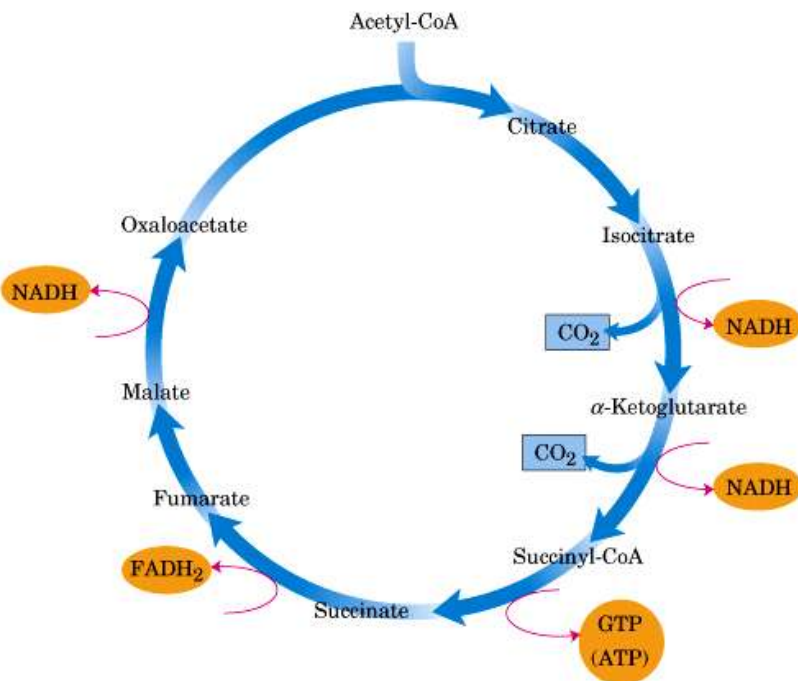 Acetyl-CoA
Citrate
Oxaloacetate
Isocitrate
NADH
CO₂
NADH
Malate
α-Ketoglutarate
CO₂
NADH
Fumarate
Succinyl-CoA
FADH₂
Succinate
GTP
(ATP)